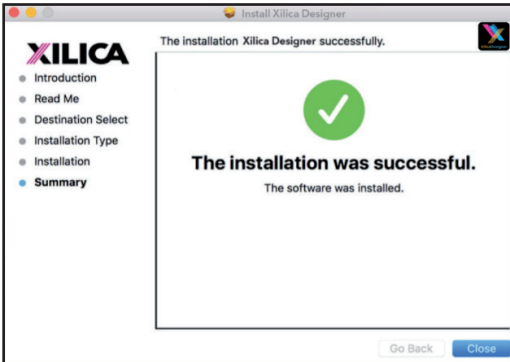 Install Xilica Designer
XILICA
The installation Xilica Designer successfully.
Introduction
Read Me
Destination Select
Installation Type
Installation
Summary
The installation was successful.
The software was installed.
Go Back
Close